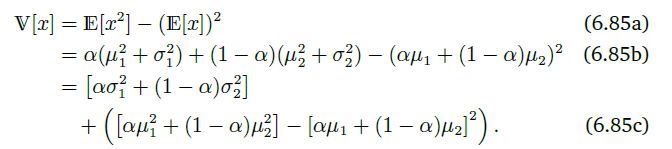 𝕍[x] = 𝔼[x²] − (𝔼[x])² (6.85a)
= α(μ₁² + σ₁²) + (1 − α)(μ₂² + σ₂²) − (αμ₁ + (1 − α)μ₂)² (6.85b)
= [ασ₁² + (1 − α)σ₂²]
+ ([αμ₁² + (1 − α)μ₂²] − [αμ₁ + (1 − α)μ₂]²) . (6.85c)